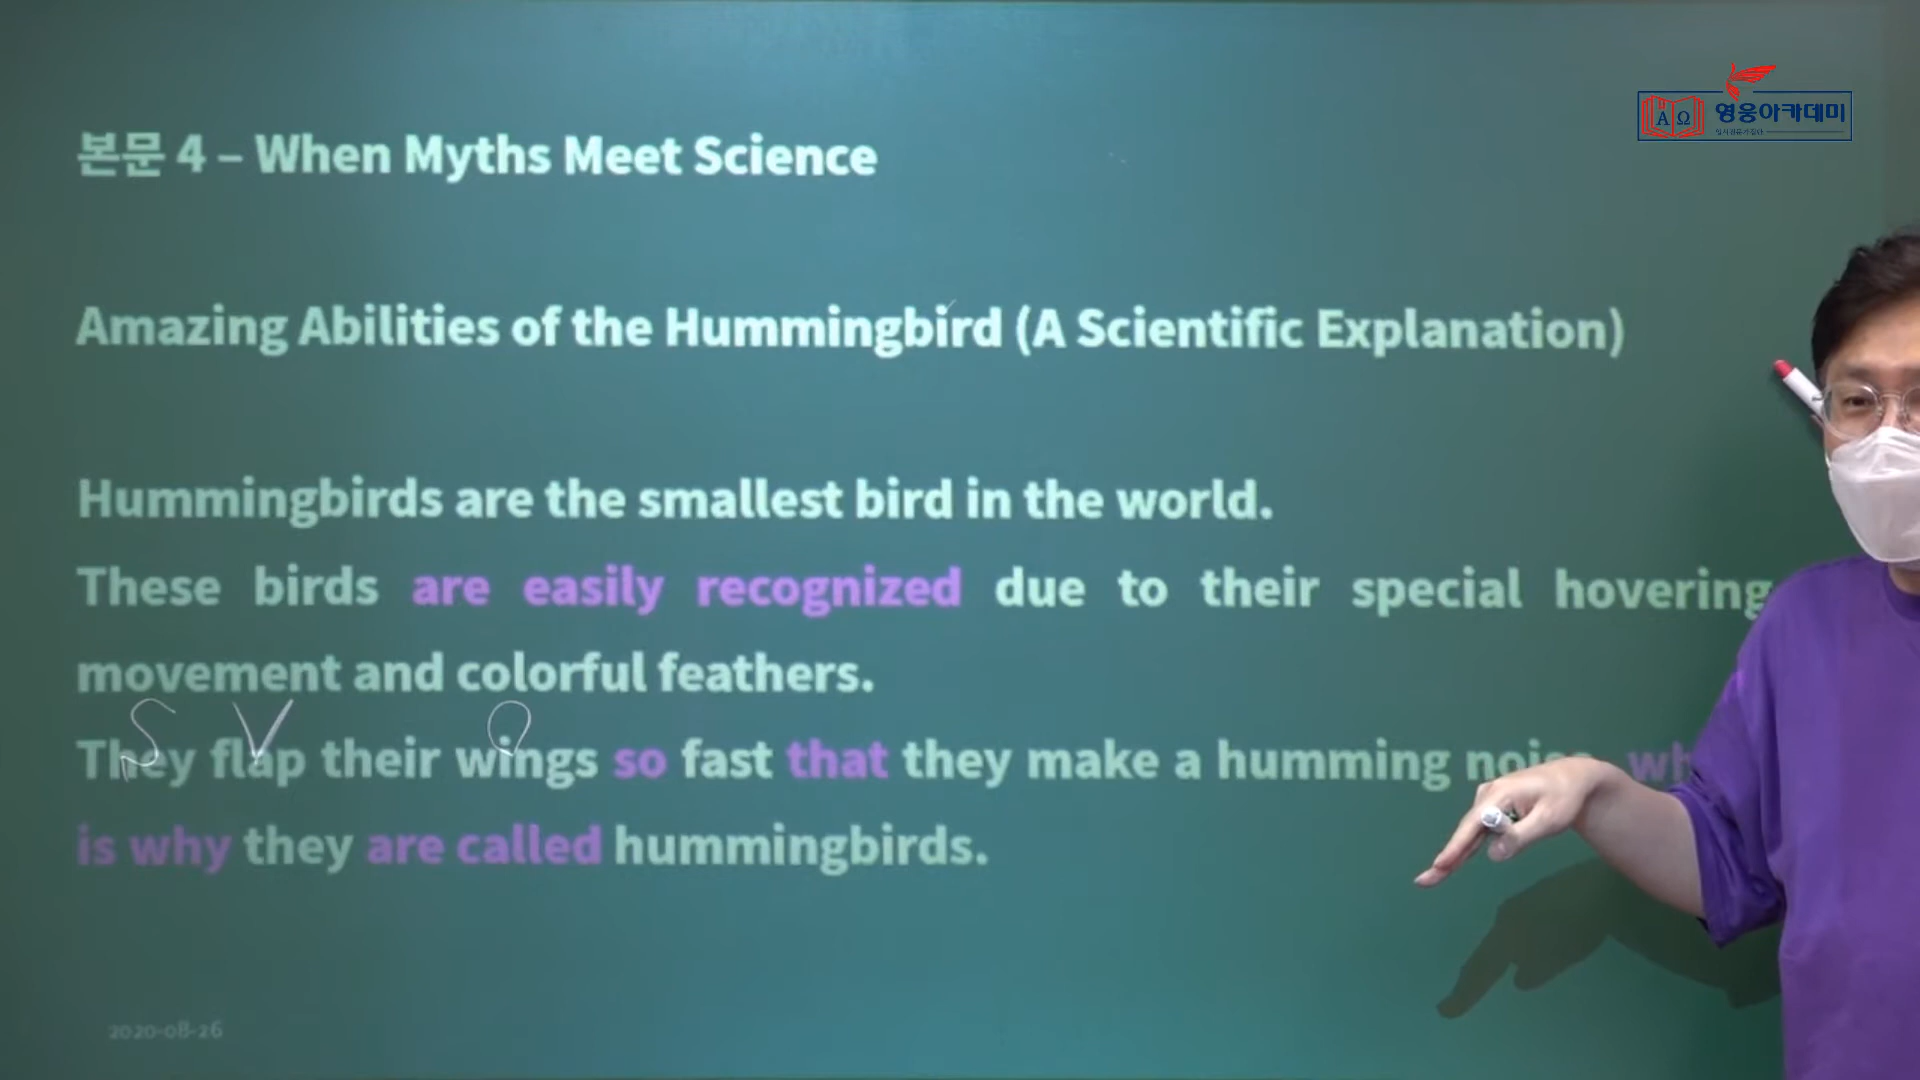 영웅아카데미
본문 4 – When Myths Meet Science
Amazing Abilities of the Hummingbird (A Scientific Explanation)
Hummingbirds are the smallest bird in the world.
These birds are easily recognized due to their special hovering
movement and colorful feathers.
S V O
They flap their wings so fast that they make a humming
is why they are called hummingbirds.
2020-08-26